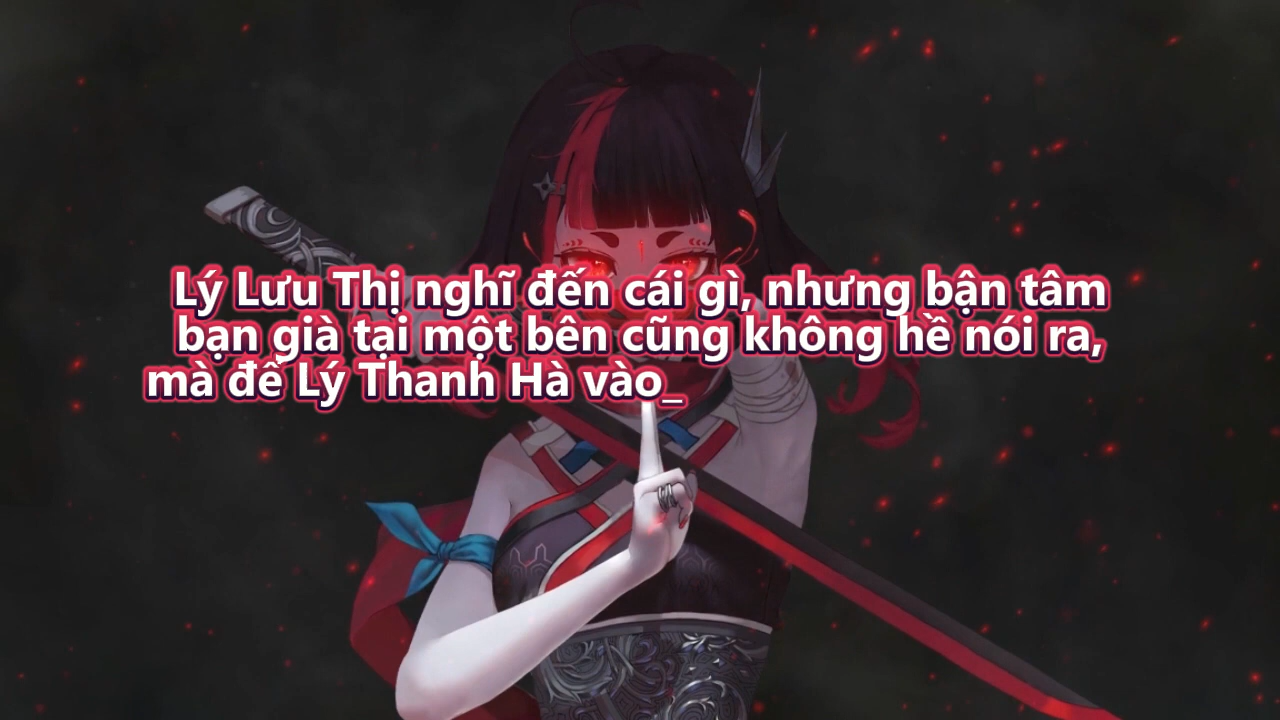 Lý Lưu Thị nghĩ đến cái gì, nhưng bận tâm
bạn già tại một bên cũng không hề nói ra,
mà để Lý Thanh Hà vào_